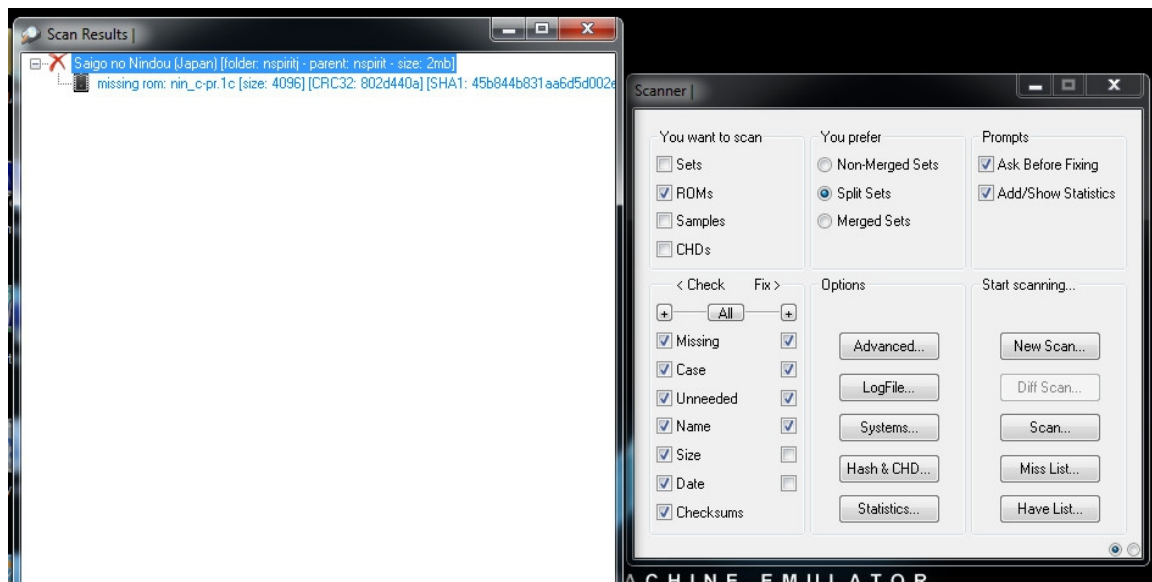 Scan Results |
Saigo no Nindou (Japan) [folder: nspiritj - parent: nspirit - size: 2mb]
missing rom: nin_c-pr.1c [size: 4096] [CRC32: 802d440a] [SHA1: 45b844b831aa6d5d002e
Scanner |
You want to scan
Sets
ROMs
Samples
CHDs
You prefer
Non-Merged Sets
Split Sets
Merged Sets
Prompts
Ask Before Fixing
Add/Show Statistics
< Check Fix >
+ All +
Missing
Case
Unneeded
Name
Size
Date
Checksums
Options
Advanced...
LogFile...
Systems...
Hash & CHD...
Statistics...
Start scanning...
New Scan...
Diff Scan...
Scan...
Miss List...
Have List...
ACHINE EMULATOR